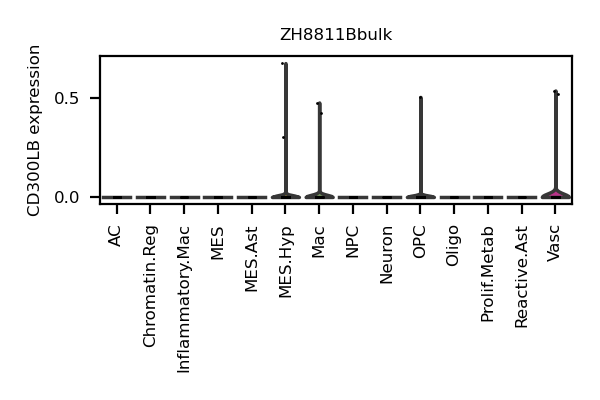 ZH8811Bbulk
CD300LB expression
0.5
0.0
AC
Chromatin.Reg
Inflammatory.Mac
MES
MES.Ast
MES.Hyp
Mac
NPC
Neuron
OPC
Oligo
Prolif.Metab
Reactive.Ast
Vasc